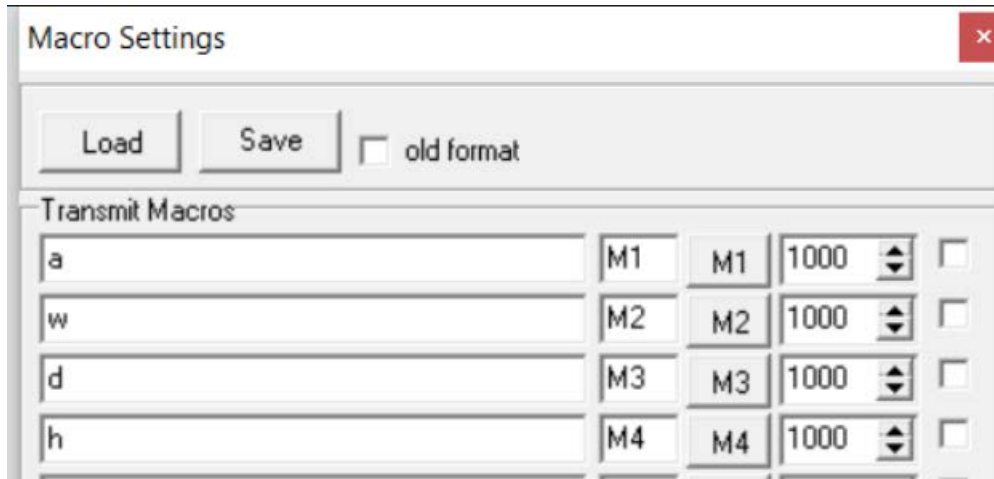 Macro Settings
Load Save old format
Transmit Macros
a M1 M1 1000
w M2 M2 1000
d M3 M3 1000
h M4 M4 1000